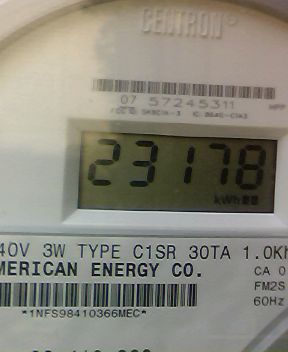 CENTRON®
07 57245311
23178
kWh
40V 3W TYPE C1SR 30TA 1.0K
MERICAN ENERGY CO.
CA 0
FM2S
60Hz
*1NFS98410366MEC*